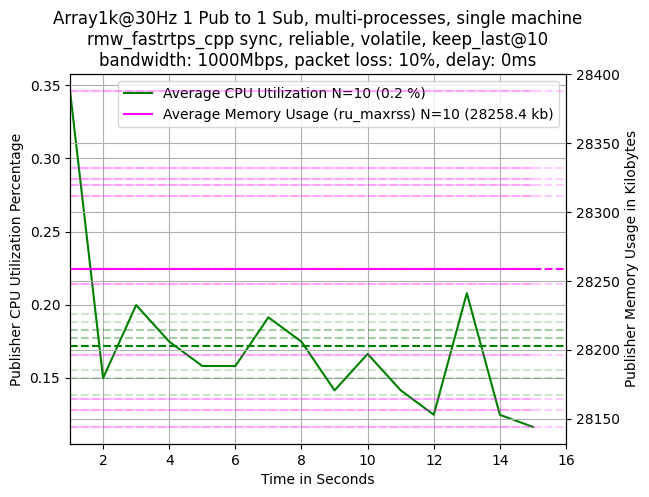 Array1k@30Hz 1 Pub to 1 Sub, multi-processes, single machine
rmw_fastrtps_cpp sync, reliable, volatile, keep_last@10
bandwidth: 1000Mbps, packet loss: 10%, delay: 0ms
Average CPU Utilization N=10 (0.2 %)
Average Memory Usage (ru_maxrss) N=10 (28258.4 kb)
Publisher CPU Utilization Percentage
0.35
0.30
0.25
0.20
0.15
28400
28350
28300
28250
28200
28150
Publisher Memory Usage in Kilobytes
2 4 6 8 10 12 14 16
Time in Seconds